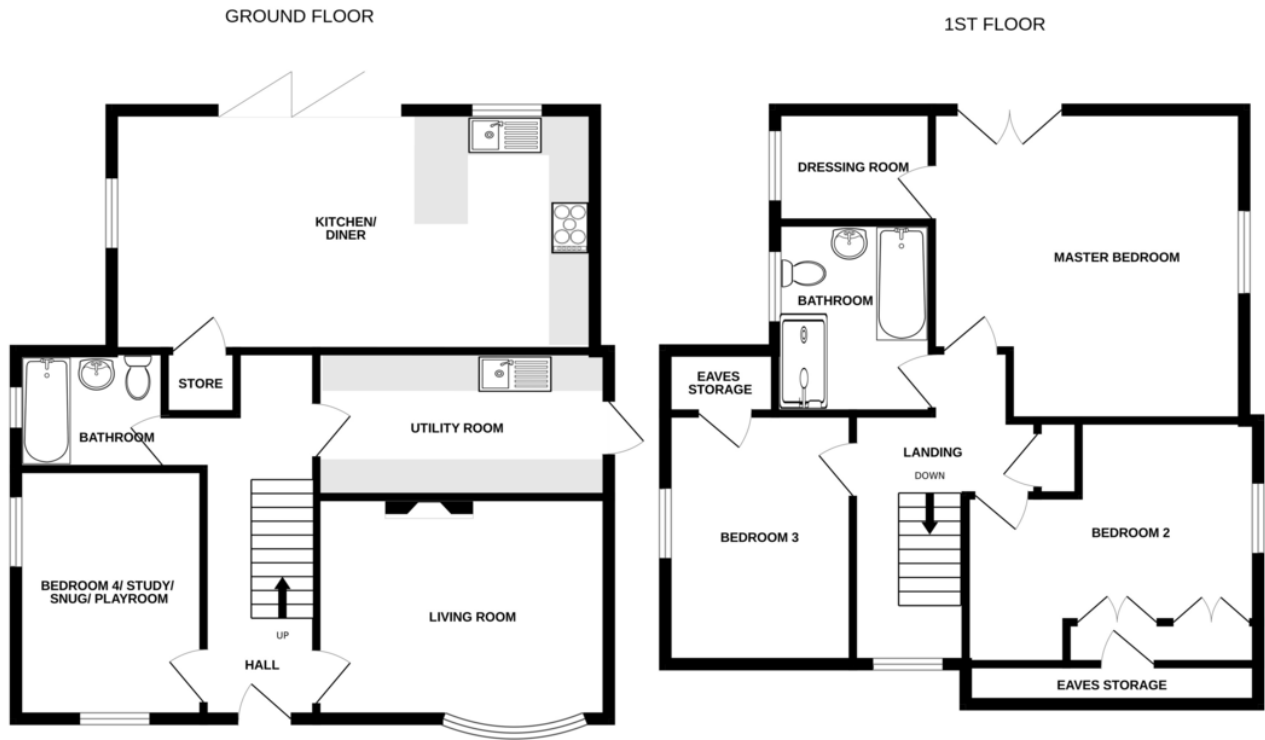 GROUND FLOOR
KITCHEN/
DINER
STORE
BATHROOM
UTILITY ROOM
BEDROOM 4/ STUDY/
SNUG/ PLAYROOM
LIVING ROOM
UP
HALL
1ST FLOOR
DRESSING ROOM
MASTER BEDROOM
BATHROOM
EAVES
STORAGE
LANDING
DOWN
BEDROOM 3
BEDROOM 2
EAVES STORAGE